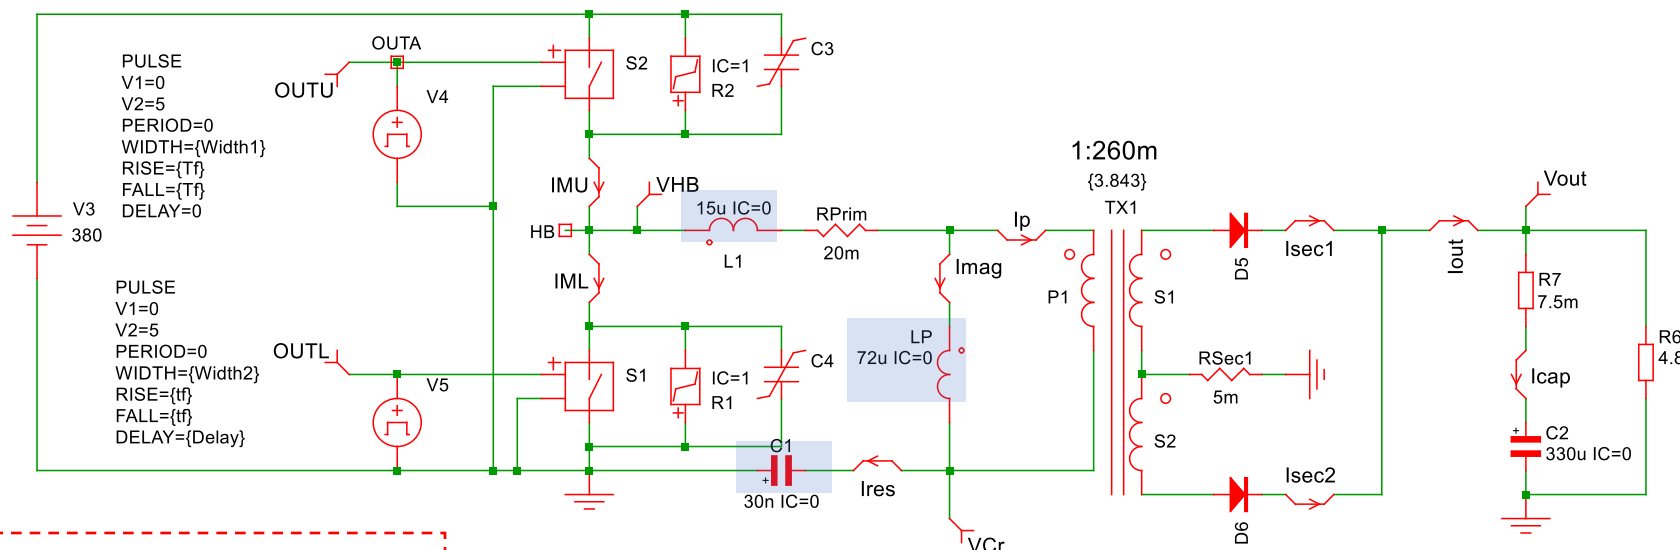 OUTA
OUTU
V4
PULSE
V1=0
V2=5
PERIOD=0
WIDTH={Width1}
RISE={Tf}
FALL={Tf}
DELAY=0
+
S2
IC=1
R2
+
C3
+
V3
380
IMU
VHB
HB
15u IC=0
L1
RPrim
20m
Ip
1:260m
{3.843}
TX1
Vout
D5
Isec1
Iout
IML
Imag
P1
S1
R7
7.5m
PULSE
V1=0
V2=5
PERIOD=0
WIDTH={Width2}
RISE={tf}
FALL={tf}
DELAY={Delay}
OUTL
V5
+
+
S1
IC=1
R1
+
C4
LP
72u IC=0
RSec1
5m
Icap
R6
4.8
S2
C1
+
30n IC=0
Ires
VCr
Isec2
D6
+
C2
330u IC=0